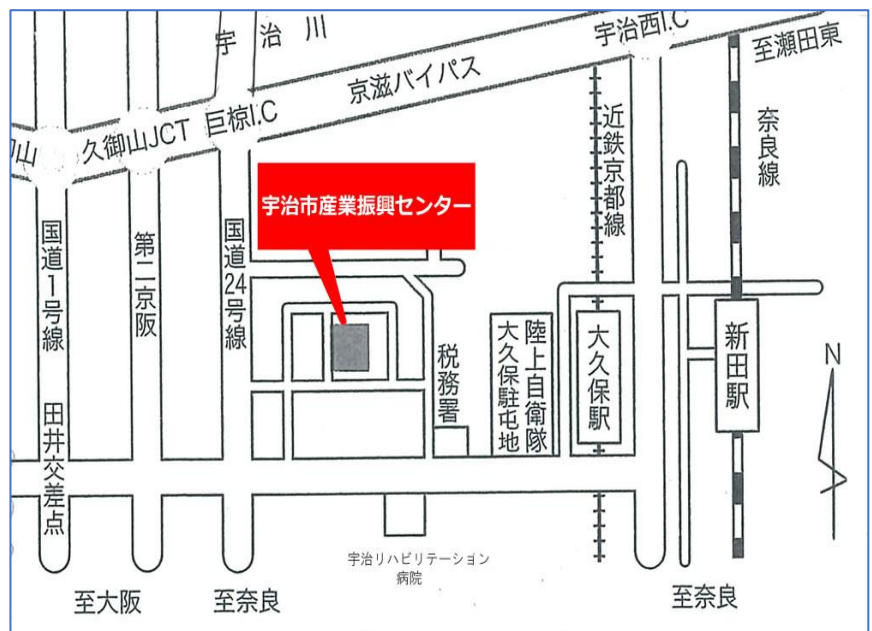 宇治川
宇治西I.C
至瀬田東
京滋バイパス
巨椋I.C
久御山JCT
山
近鉄京都線
奈良線
宇治市産業振興センター
国道1号線
第二京阪
国道24号線
税務署
陸上自衛隊
大久保駐屯地
大久保駅
新田駅
N
田井交差点
宇治リハビリテーション
病院
至大阪
至奈良
至奈良